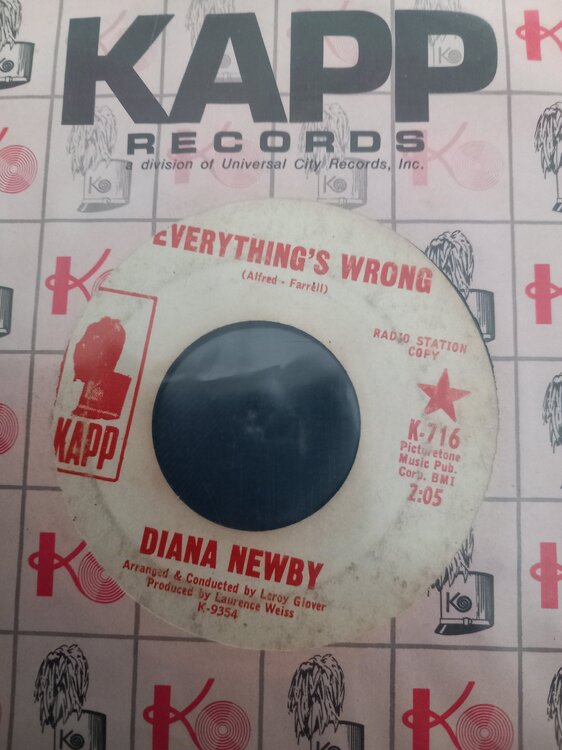 KAPP
RECORDS
a division of Universal City Records, Inc.
EVERYTHING'S WRONG
(Alfred - Farrell)
RADIO STATION
COPY
K-716
Picturetone
Music Pub.
Corp. BMI
2:05
KAPP
DIANA NEWBY
Arranged & Conducted by Leroy Glover
Produced by Laurence Weiss
K-9354